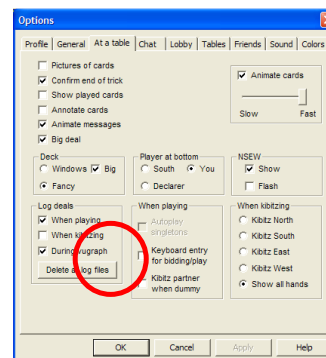 Options
Profile General At a table Chat Lobby Tables Friends Sound Colors
Pictures of cards
Confirm end of trick
Show played cards
Annotate cards
Animate messages
Big deal
Animate cards
Slow Fast
Deck
Windows Big
Fancy
Player at bottom
South You
Declarer
NSEW
Show
Flash
Log deals
When playing
When kibitzing
During vugraph
Delete all log files
When playing
Autoplay
singletons
Keyboard entry
for bidding/play
Kibitz partner
when dummy
When kibitzing
Kibitz North
Kibitz South
Kibitz East
Kibitz West
Show all hands
OK Cancel Apply Help